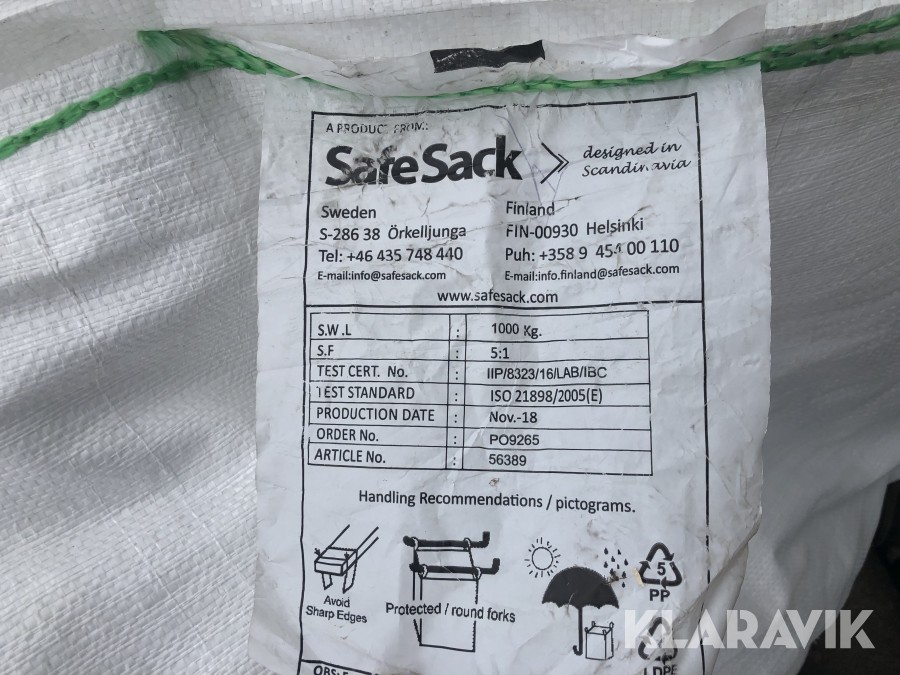 A PRODUCT FROM:
SafeSack
designed in
Scandinavia
Sweden
S-286 38 Örkelljunga
Tel: +46 435 748 440
E-mail:info@safesack.com
Finland
FIN-00930 Helsinki
Puh: +358 9 454 00 110
E-mail:info.finland@safesack.com
www.safesack.com
S.W.L : 1000 Kg.
S.F : 5:1
TEST CERT. No. : IIP/8323/16/LAB/IBC
TEST STANDARD : ISO 21898/2005(E)
PRODUCTION DATE : Nov.-18
ORDER No. : PO9265
ARTICLE No. : 56389
Handling Recommendations / pictograms.
Avoid
Sharp Edges
Protected / round forks
5
PP
LDPE
KLARAVIK